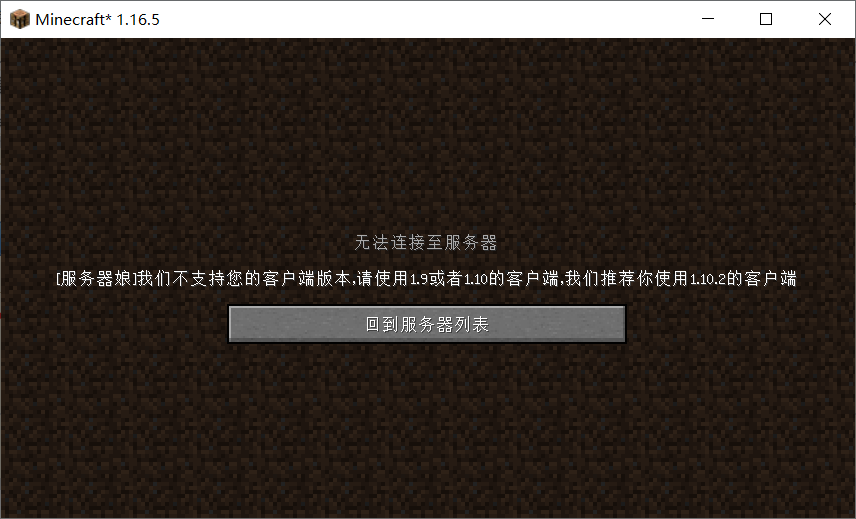 Minecraft* 1.16.5
无法连接至服务器
[服务器娘]我们不支持您的客户端版本,请使用1.9或者1.10的客户端,我们推荐你使用1.10.2的客户端
回到服务器列表